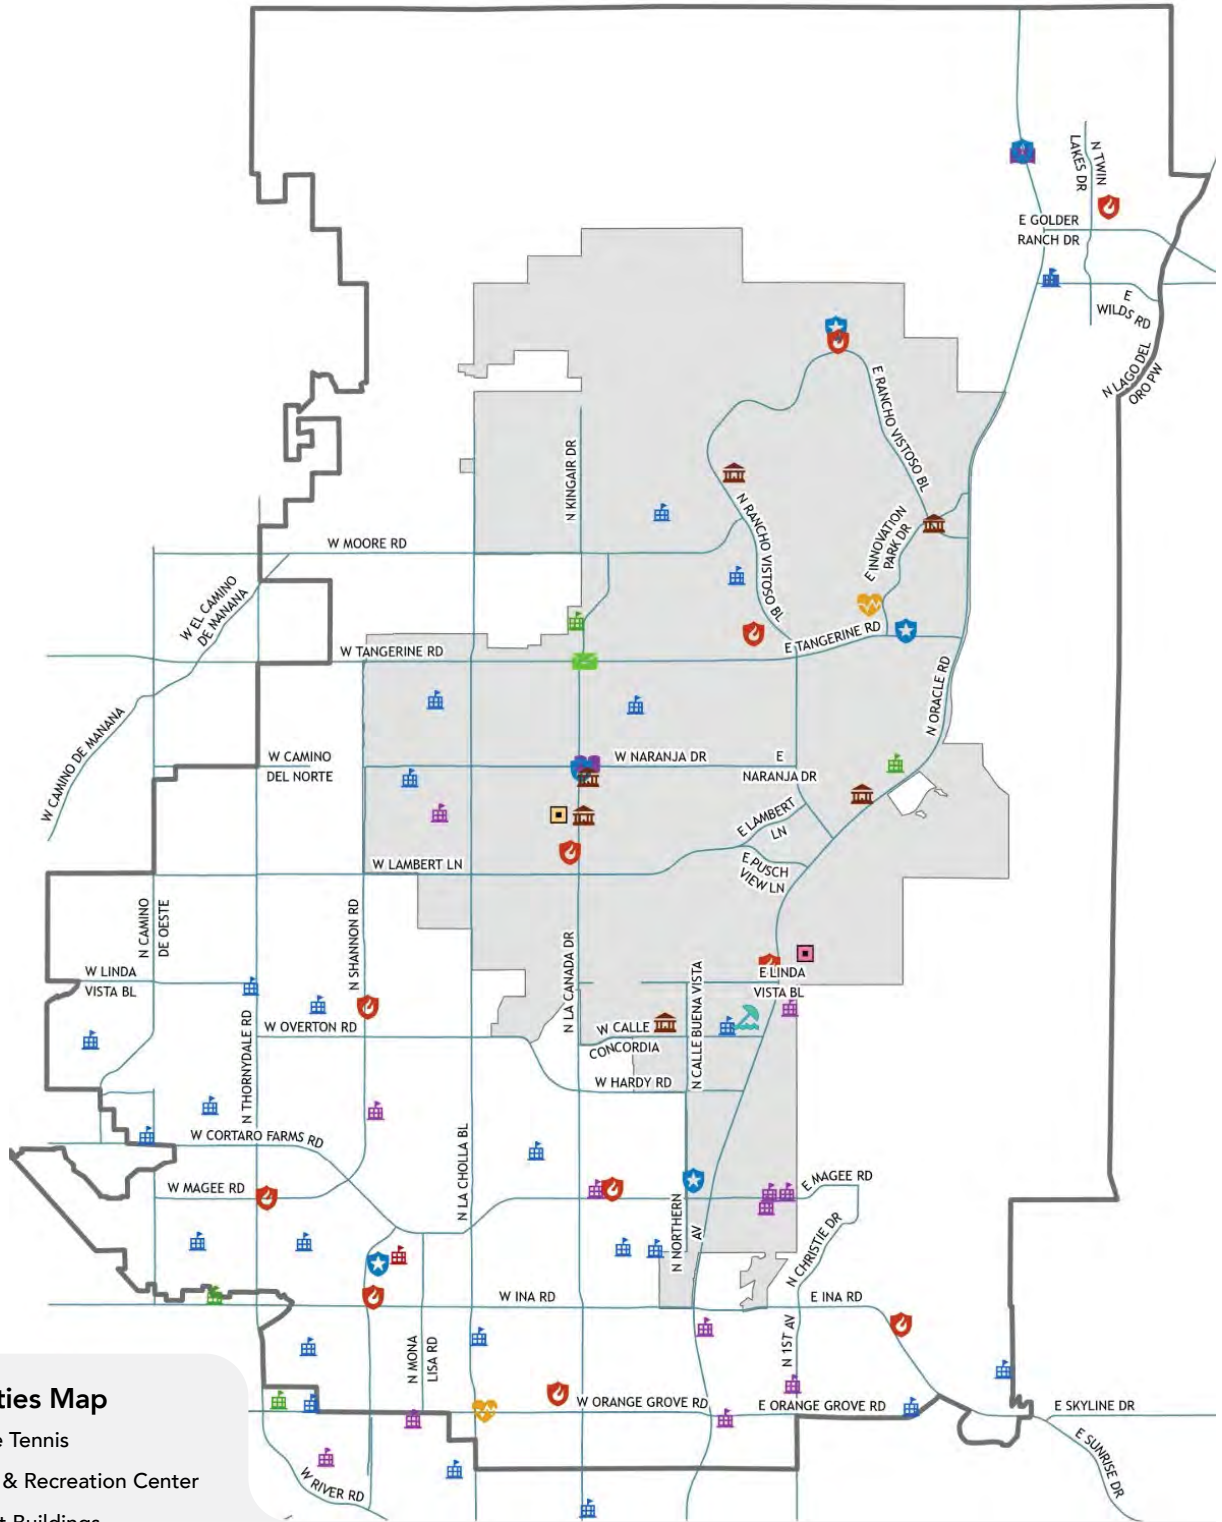 N TWIN
LAKES DR
E GOLDER
RANCH DR
E
WILDS RD
N LAGO DEL
ORO PW
E RANCHO VISTOSO BL
N KINGAIR DR
N RANCHO VISTOSO BL
E INNOVATION
PARK DR
W MOORE RD
W EL CAMINO
DE MANANA
E TANGERINE RD
W TANGERINE RD
N ORACLE RD
W CAMINO DE MANANA
W CAMINO
DEL NORTE
W NARANJA DR
E
NARANJA DR
E LAMBERT
LN
W LAMBERT LN
E PUSCH
VIEW LN
N CAMINO
DE OESTE
N SHANNON RD
N LA CANADA DR
W LINDA
VISTA BL
E LINDA
VISTA BL
N CALLE BUENA VISTA
N THORNYDALE RD
W OVERTON RD
W CALLE
CONCORDIA
W HARDY RD
W CORTARO FARMS RD
N LA CHOLLA BL
W MAGEE RD
E MAGEE RD
N NORTHERN
AV
N CHRISTIE DR
W INA RD
E INA RD
N MONA
LISA RD
N 1ST AV
W ORANGE GROVE RD
E ORANGE GROVE RD
E SKYLINE DR
E SUNRISE DR
W RIVER RD
ties Map
e Tennis
& Recreation Center